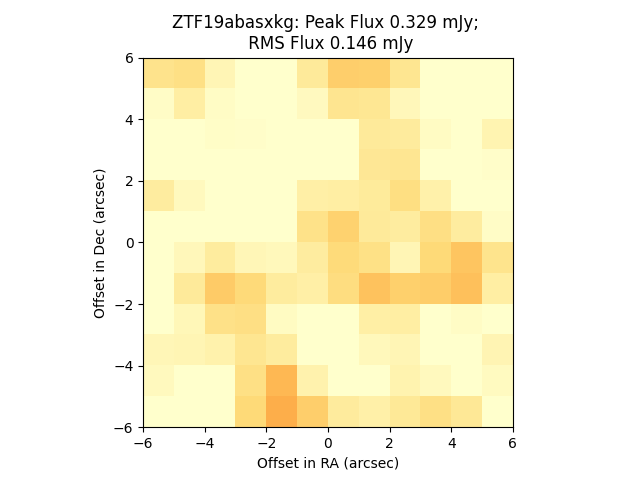 ZTF19abasxkg: Peak Flux 0.329 mJy;
RMS Flux 0.146 mJy
6
4
2
0
−2
−4
−6
Offset in Dec (arcsec)
−6 −4 −2 0 2 4 6
Offset in RA (arcsec)